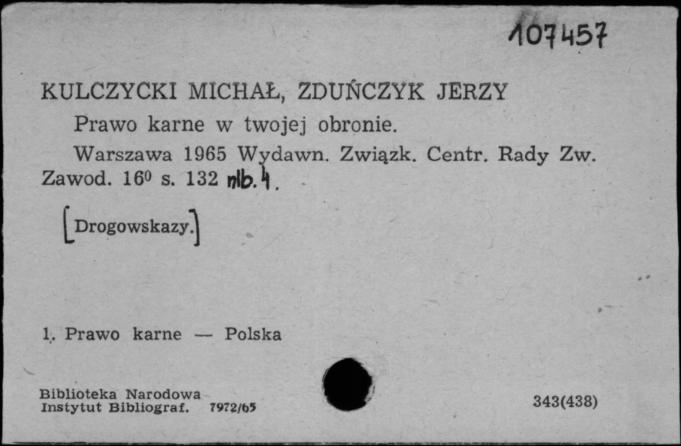 107457
KULCZYCKI MICHAŁ, ZDUŃCZYK JERZY
Prawo karne w twojej obronie.
Warszawa 1965 Wydawn. Związk. Centr. Rady Zw.
Zawod. 16⁰ s. 132 nlb. 4.
[Drogowskazy.]
1. Prawo karne — Polska
Biblioteka Narodowa
Instytut Bibliograf. 7972/65
343(438)